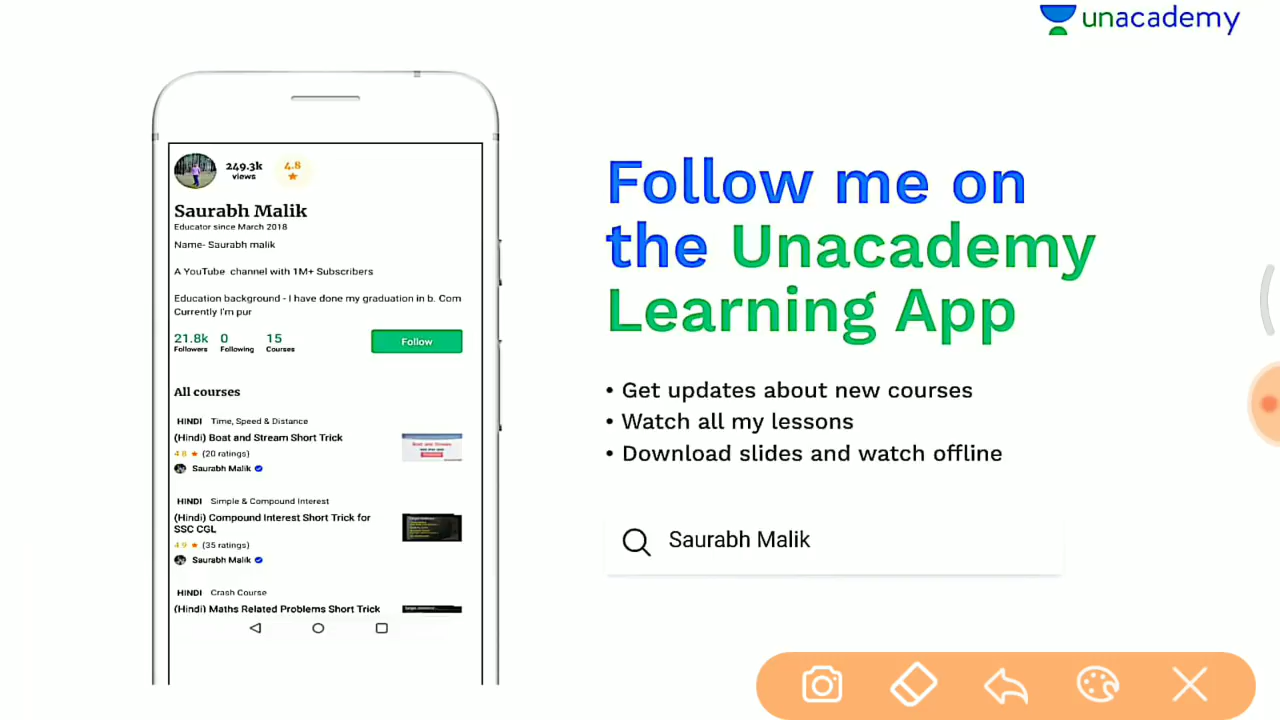 unacademy
249.3k
views
4.8
Saurabh Malik
Educator since March 2018
Name- Saurabh malik
A YouTube channel with 1M+ Subscribers
Education background - I have done my graduation in b. Com
Currently I'm pur
21.8k 0 15
Followers Following Courses
Follow
All courses
HINDI Time, Speed & Distance
(Hindi) Boat and Stream Short Trick
4.8 (20 ratings)
Saurabh Malik
HINDI Simple & Compound Interest
(Hindi) Compound Interest Short Trick for
SSC CGL
4.9 (35 ratings)
Saurabh Malik
HINDI Crash Course
(Hindi) Maths Related Problems Short Trick
Follow me on
the Unacademy
Learning App
• Get updates about new courses
• Watch all my lessons
• Download slides and watch offline
Saurabh Malik